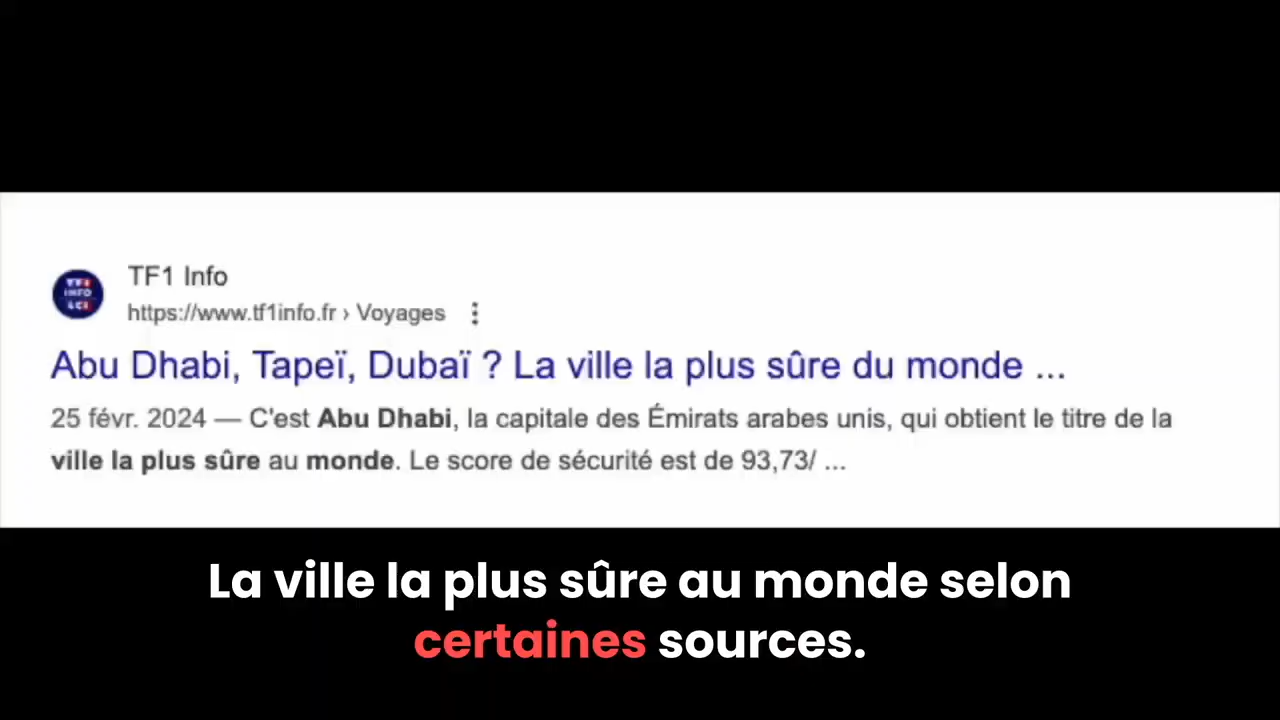 TF1 INFO LCI
TF1 Info
https://www.tf1info.fr › Voyages
Abu Dhabi, Tapeï, Dubaï ? La ville la plus sûre du monde ...
25 févr. 2024 — C'est Abu Dhabi, la capitale des Émirats arabes unis, qui obtient le titre de la
ville la plus sûre au monde. Le score de sécurité est de 93,73/ ...
La ville la plus sûre au monde selon
certaines sources.